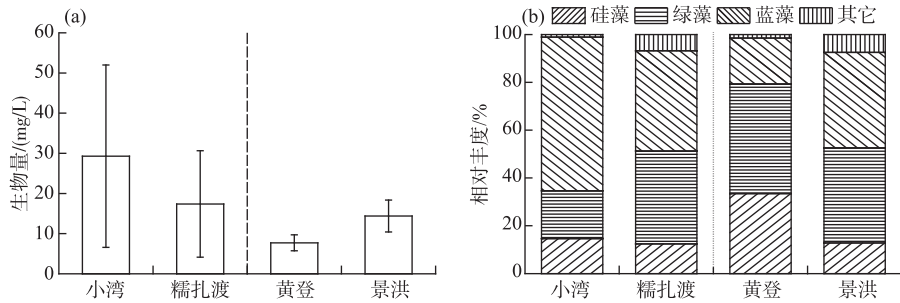 (a)
60
50
40
30
20
10
0
生物量/(mg/L)
小湾 糯扎渡 黄登 景洪
(b) 硅藻 绿藻 蓝藻 其它
100
80
60
40
20
0
相对丰度/%
小湾 糯扎渡 黄登 景洪